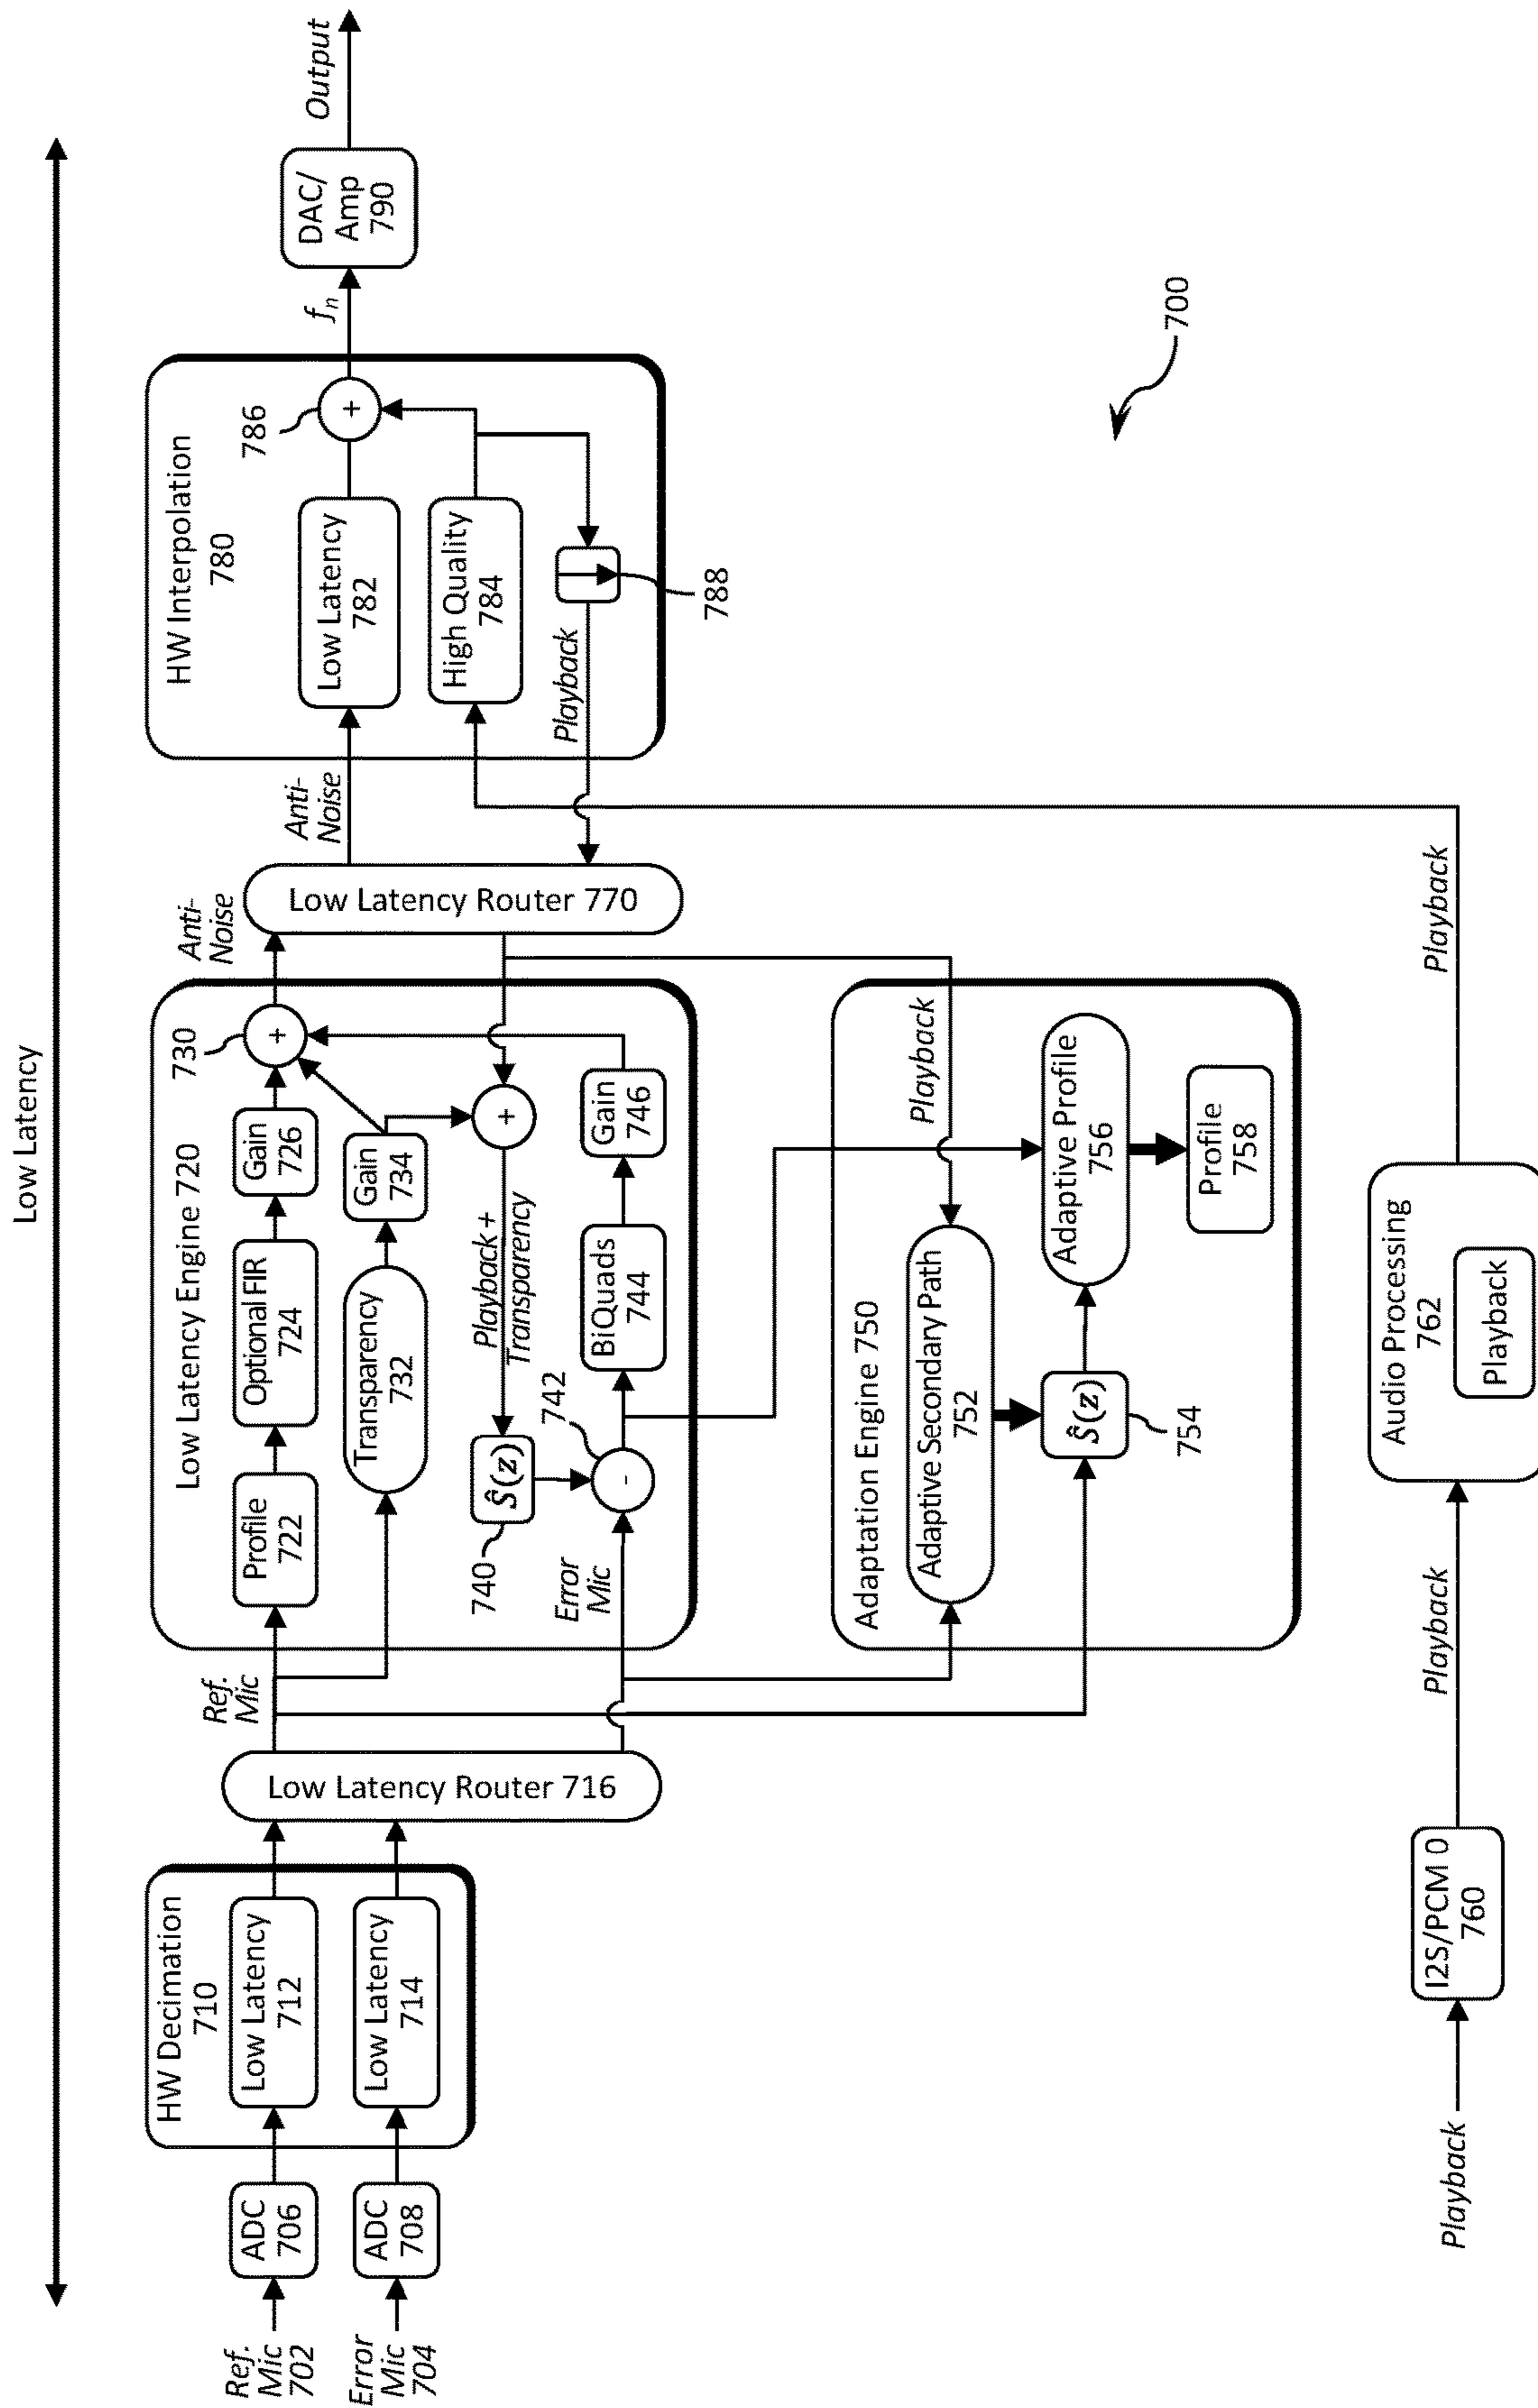 Low Latency
Ref.
Mic
702
Error
Mic
704
ADC
706
ADC
708
HW Decimation
710
Low Latency
712
Low Latency
714
Low Latency Router 716
Ref.
Mic
Error
Mic
Low Latency Engine 720
Profile
722
Optional FIR
724
Gain
726
730
+
Transparency
732
Gain
734
Playback +
Transparency
+
740
Ŝ(z)
742
-
BiQuads
744
Gain
746
Anti-
Noise
Low Latency Router 770
Anti-
Noise
Playback
HW Interpolation
780
Low Latency
782
High Quality
784
786
+
788
fn
DAC/
Amp
790
Output
Adaptation Engine 750
Adaptive Secondary Path
752
Playback
Ŝ(z)
754
Adaptive Profile
756
Profile
758
700
Playback
I2S/PCM 0
760
Playback
Audio Processing
762
Playback
Playback